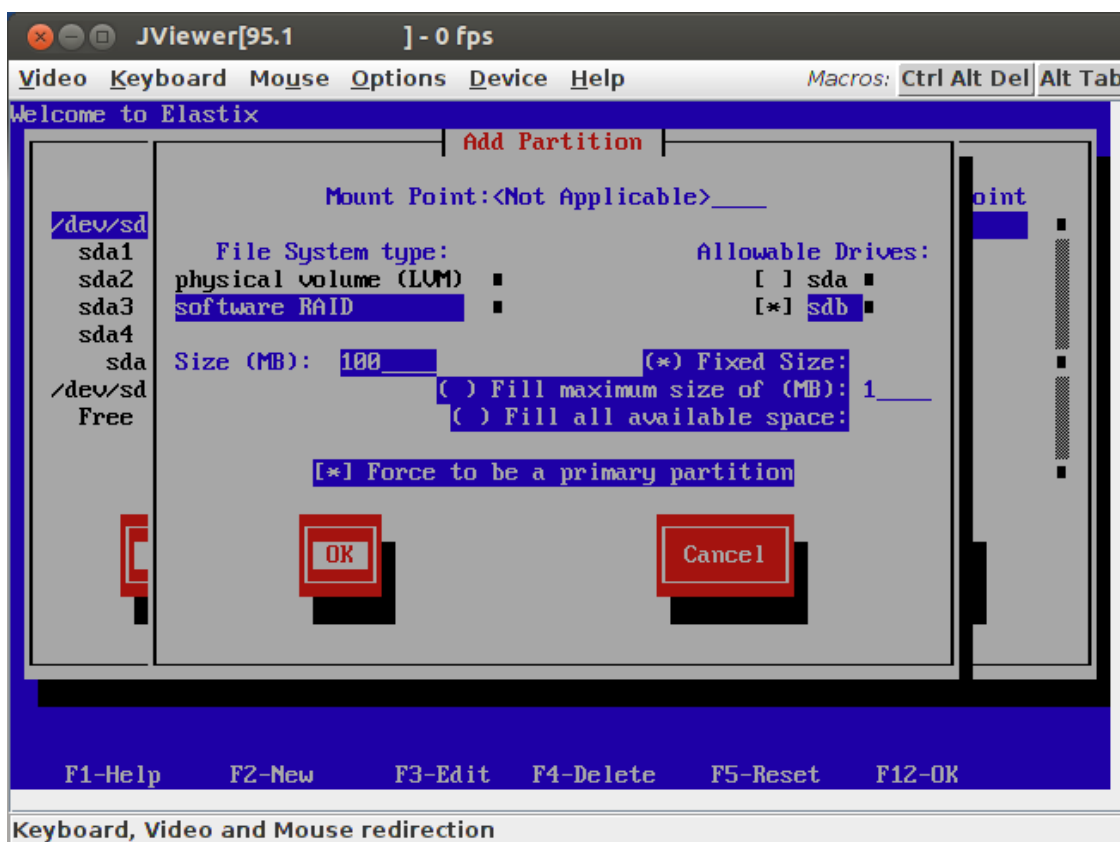 JViewer[95.1 ] - 0 fps
Video Keyboard Mouse Options Device Help Macros: Ctrl Alt Del Alt Tab
Welcome to Elastix
Add Partition
Mount Point:<Not Applicable>____ oint
/dev/sd
sda1 File System type: Allowable Drives:
sda2 physical volume (LVM) [ ] sda
sda3 software RAID [*] sdb
sda4
sda Size (MB): 100____ (*) Fixed Size:
/dev/sd ( ) Fill maximum size of (MB): 1____
Free ( ) Fill all available space:
[*] Force to be a primary partition
OK Cancel
F1-Help F2-New F3-Edit F4-Delete F5-Reset F12-OK
Keyboard, Video and Mouse redirection